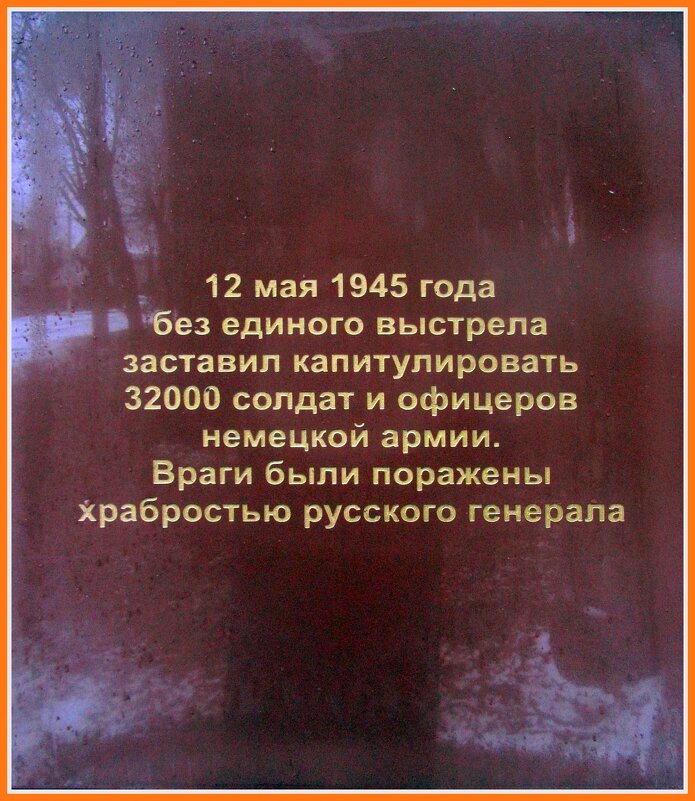 12 мая 1945 года
без единого выстрела
заставил капитулировать
32000 солдат и офицеров
немецкой армии.
Враги были поражены
храбростью русского генерала